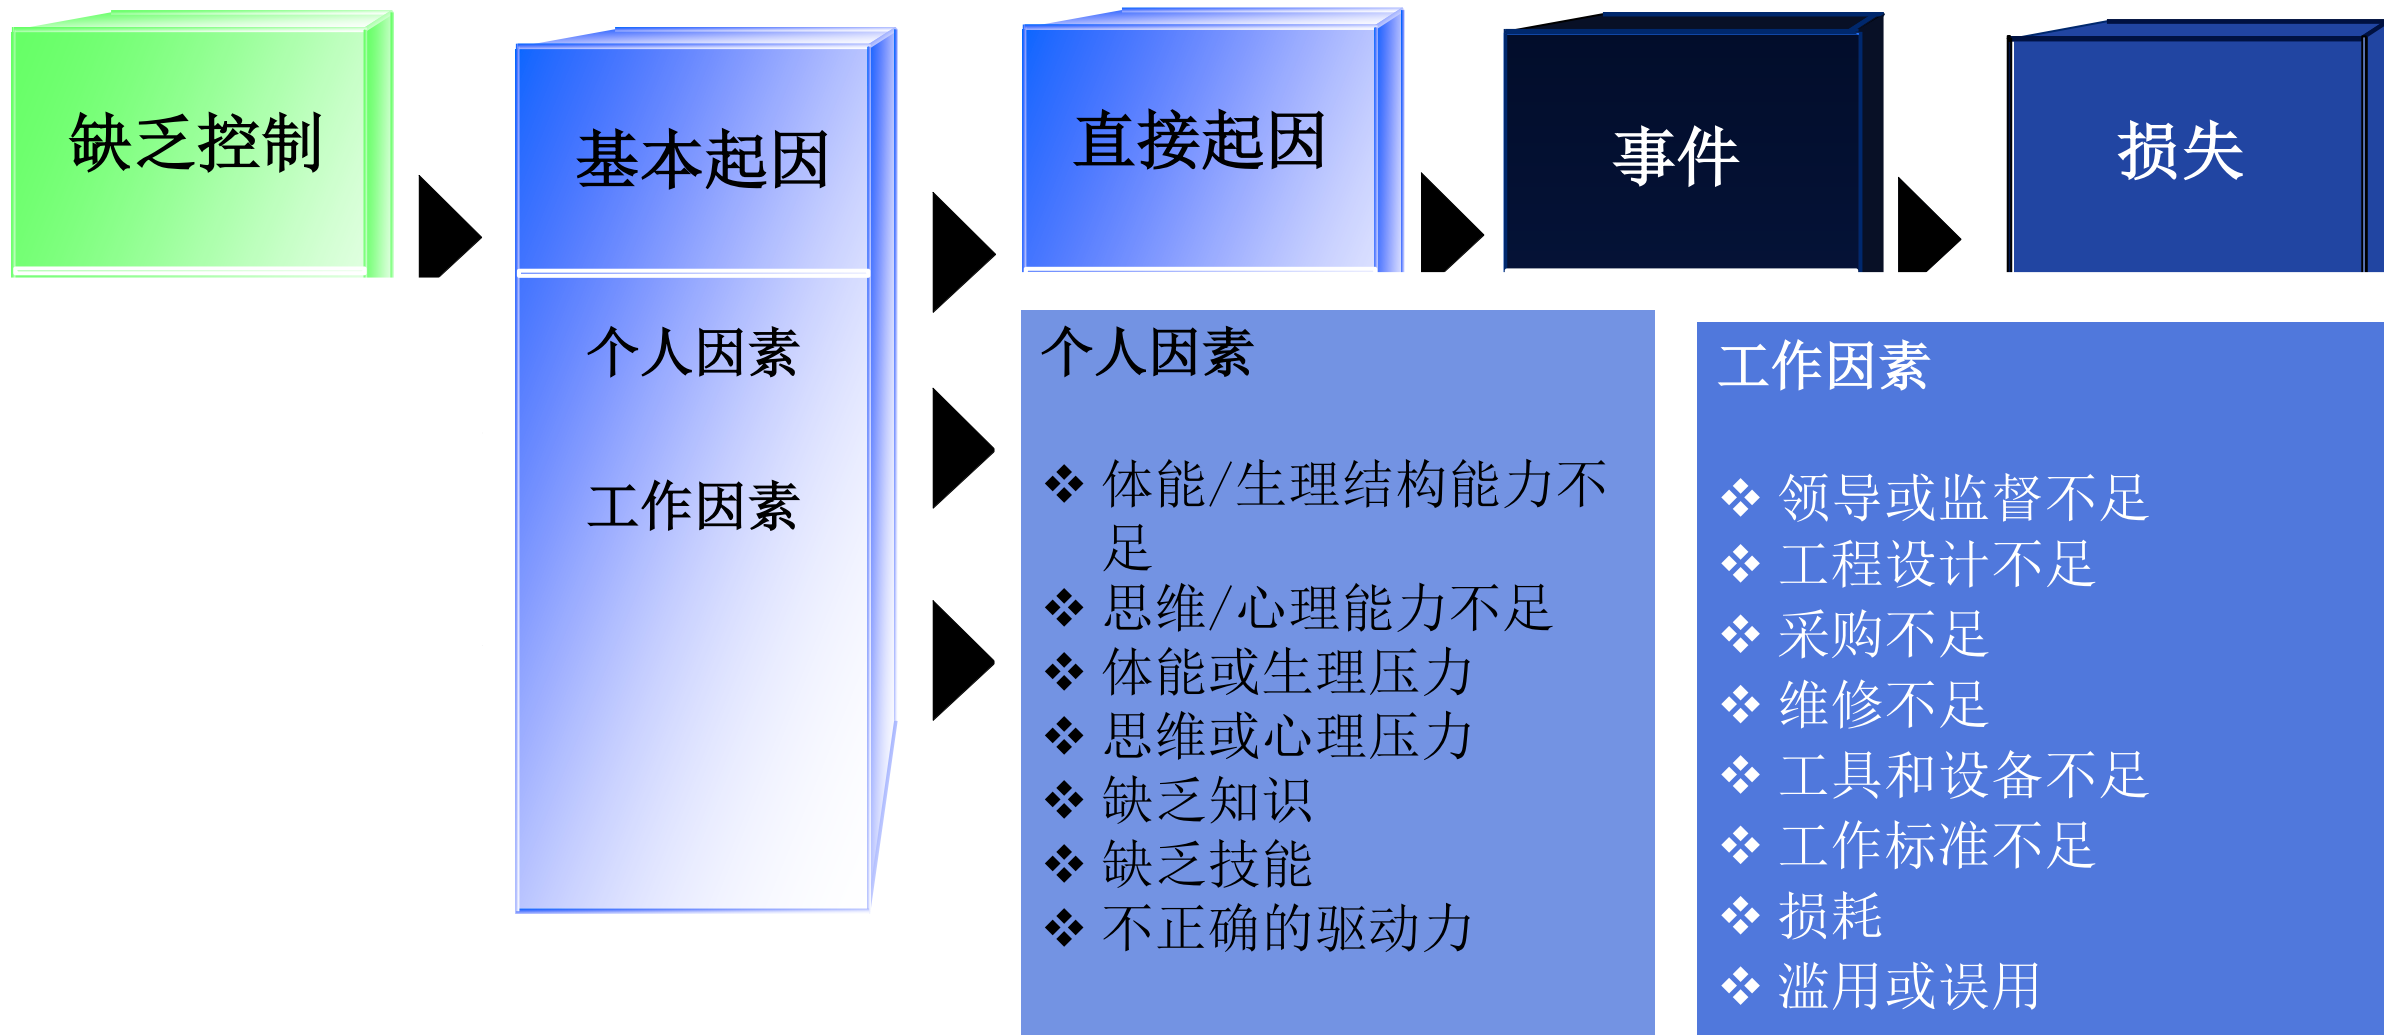 缺乏控制
基本起因
直接起因
事件
损失
个人因素
工作因素
个人因素
❖ 体能/生理结构能力不
足
❖ 思维/心理能力不足
❖ 体能或生理压力
❖ 思维或心理压力
❖ 缺乏知识
❖ 缺乏技能
❖ 不正确的驱动力
工作因素
❖ 领导或监督不足
❖ 工程设计不足
❖ 采购不足
❖ 维修不足
❖ 工具和设备不足
❖ 工作标准不足
❖ 损耗
❖ 滥用或误用